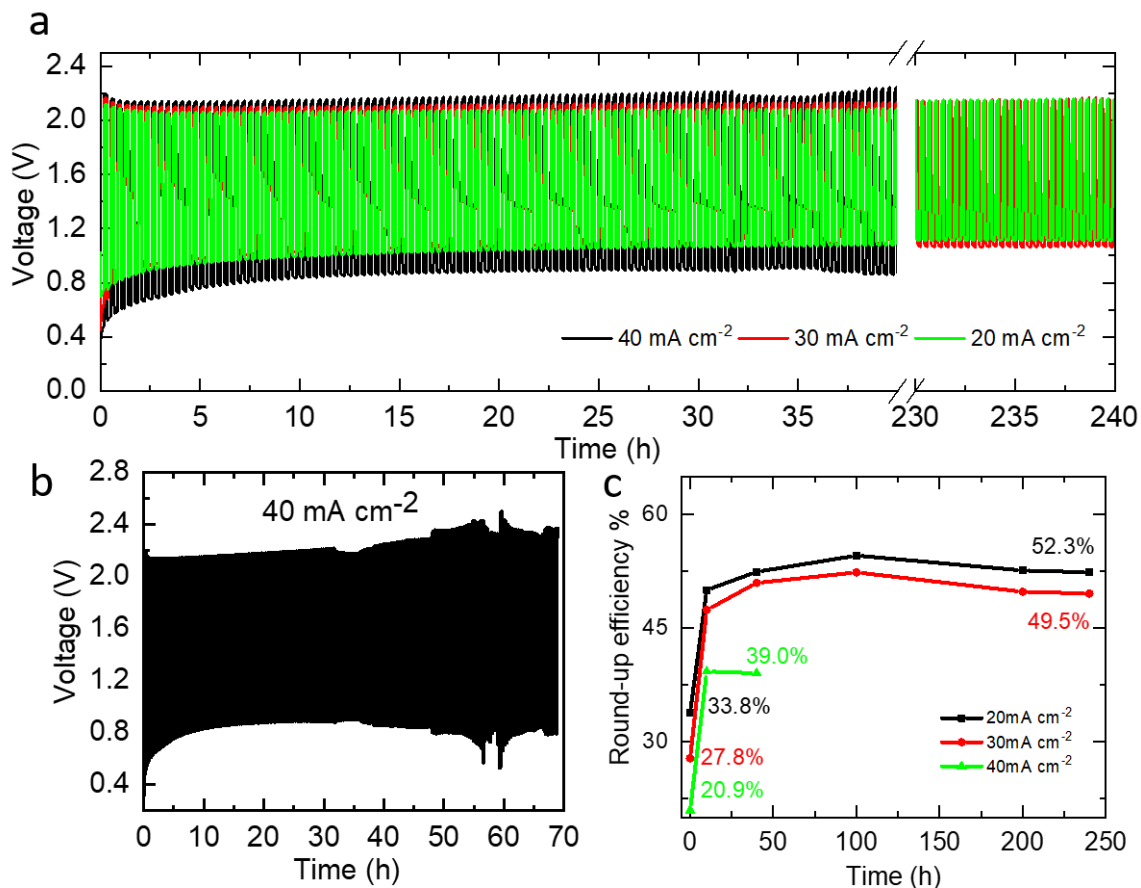 a
2.4
2.0
1.6
1.2
0.8
0.4
0.0
Voltage (V)
40 mA cm-2 30 mA cm-2 20 mA cm-2
0 5 10 15 20 25 30 35 230 235 240
Time (h)
b
2.8
2.4
2.0
1.6
1.2
0.8
0.4
Voltage (V)
40 mA cm-2
0 10 20 30 40 50 60 70
Time (h)
c
60
45
30
Round-up efficiency %
52.3%
49.5%
39.0%
33.8%
27.8%
20.9%
20mA cm-2
30mA cm-2
40mA cm-2
0 50 100 150 200 250
Time (h)